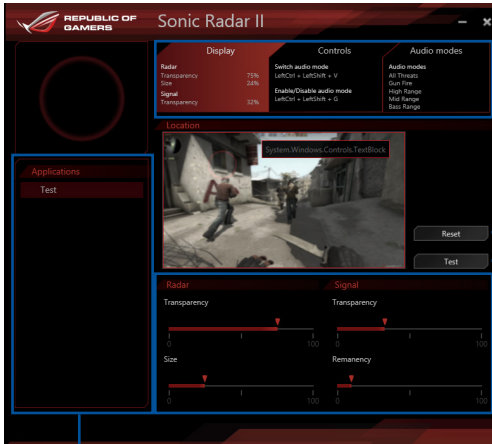 REPUBLIC OF
GAMERS
Sonic Radar II
Display
Controls
Audio modes
Radar
Transparency 75%
Size 24%
Signal
Transparency 32%
Switch audio mode
LeftCtrl + LeftShift + V
Enable/Disable audio mode
LeftCtrl + LeftShift + G
Audio modes
All Threats
Gun Fire
High Range
Mid Range
Bass Range
Location
System.Windows.Controls.TextBlock
Applications
Test
Reset
Test
Radar
Transparency
0 100
Size
0 100
Signal
Transparency
0 100
Remanency
0 100